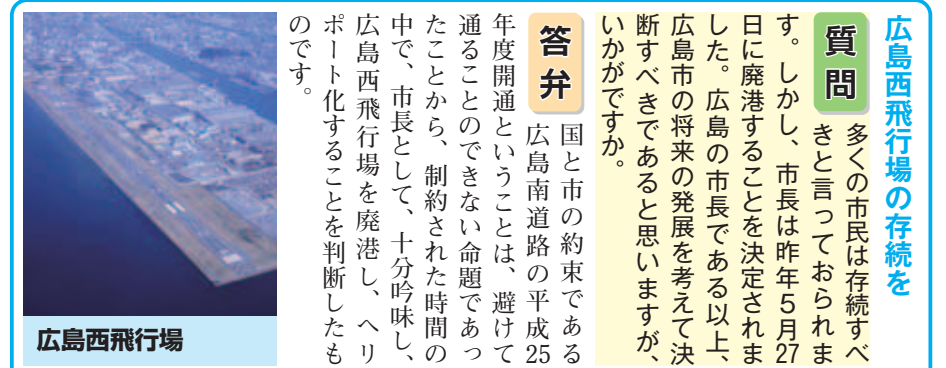 広島西飛行場の存続を
質問
多くの市民は存続すべ
きと言っておられま
す。しかし、市長は昨年5月27
日に廃港することを決定されま
した。広島の市長である以上、
広島市の将来の発展を考えて決
断すべきであると思いますが、
いかがですか。
答弁
国と市の約束である
広島南道路の平成25
年度開通ということは、避けて
通ることのできない命題であっ
たことから、制約された時間の
中で、市長として、十分吟味し、
広島西飛行場を廃港し、ヘリ
ポート化することを判断したも
のです。
広島西飛行場